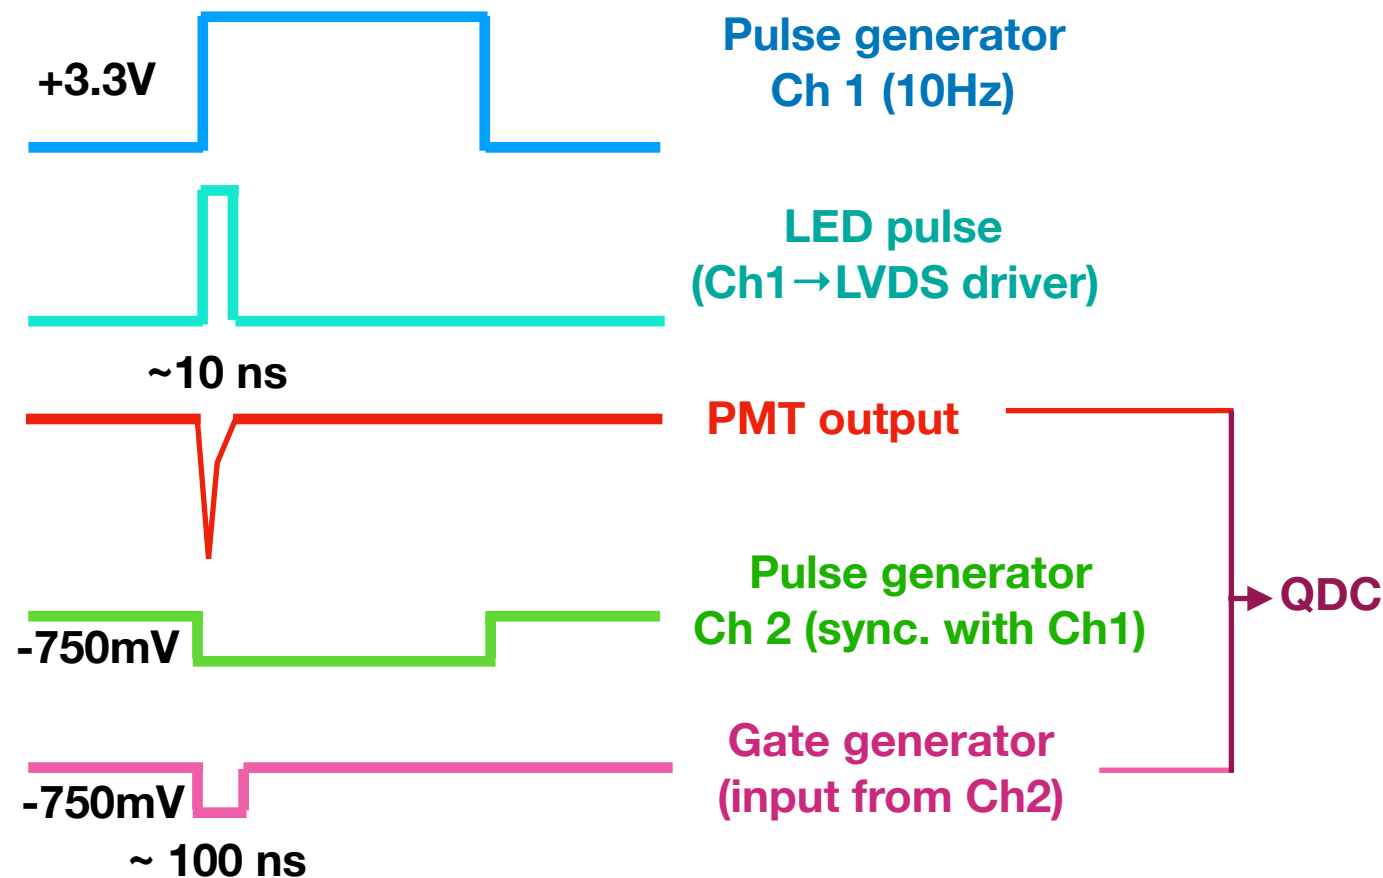 Pulse generator
Ch 1 (10Hz)
+3.3V
LED pulse
(Ch1→LVDS driver)
~10 ns
PMT output
Pulse generator
Ch 2 (sync. with Ch1)
QDC
-750mV
Gate generator
(input from Ch2)
-750mV
~ 100 ns